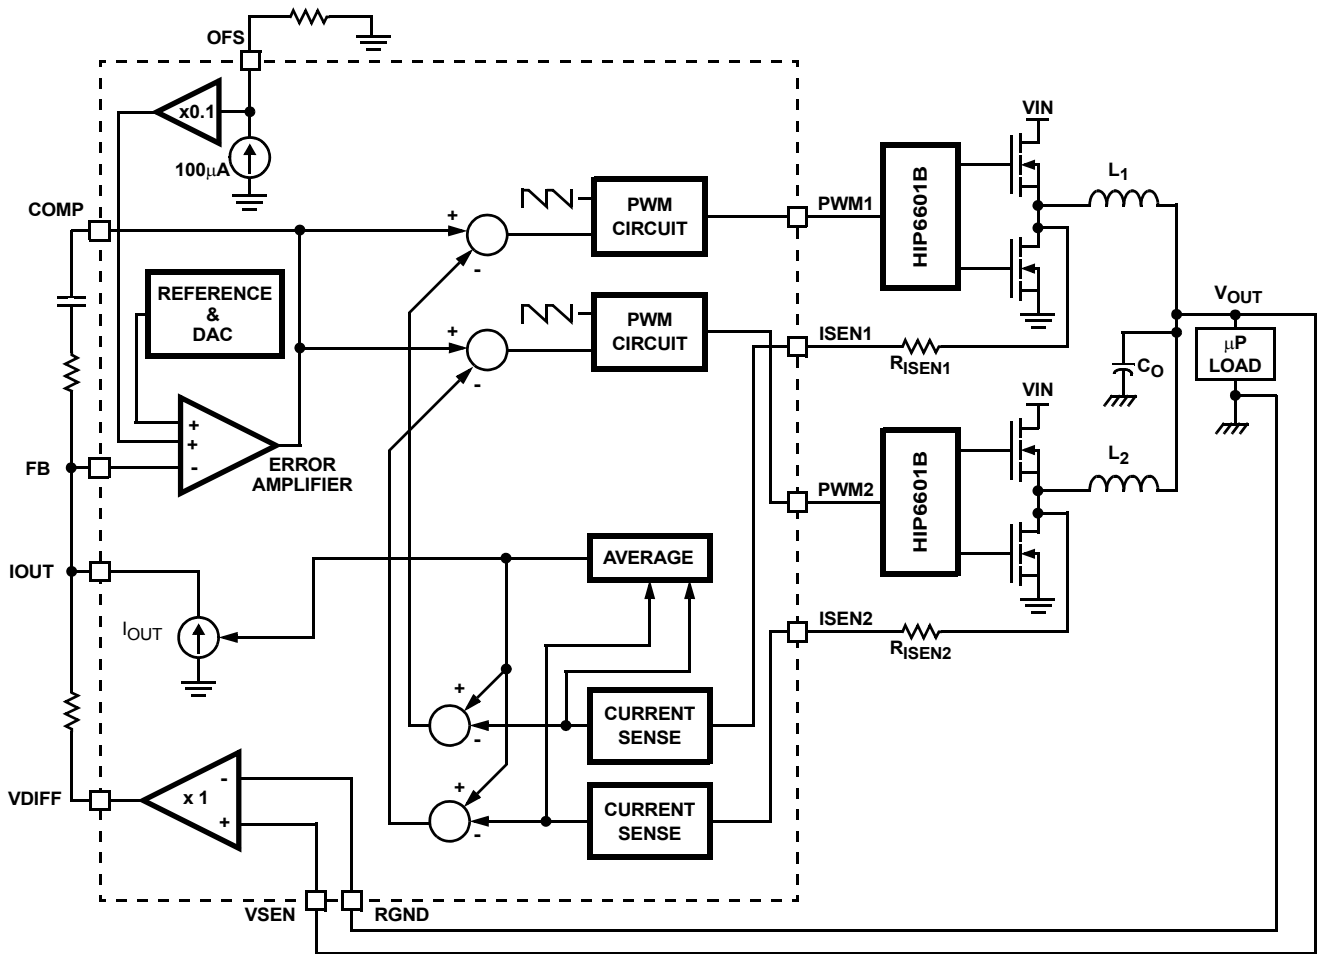 OFS
x0.1
100μA
VIN
COMP
+
-
PWM
CIRCUIT
PWM1
HIP6601B
L1
REFERENCE
&
DAC
+
-
PWM
CIRCUIT
VOUT
ISEN1
RISEN1
CO
μP
LOAD
VIN
+
+
-
ERROR
AMPLIFIER
FB
L2
PWM2
HIP6601B
IOUT
AVERAGE
IOUT
ISEN2
RISEN2
+
-
CURRENT
SENSE
VDIFF
x 1
-
+
+
-
CURRENT
SENSE
VSEN
RGND